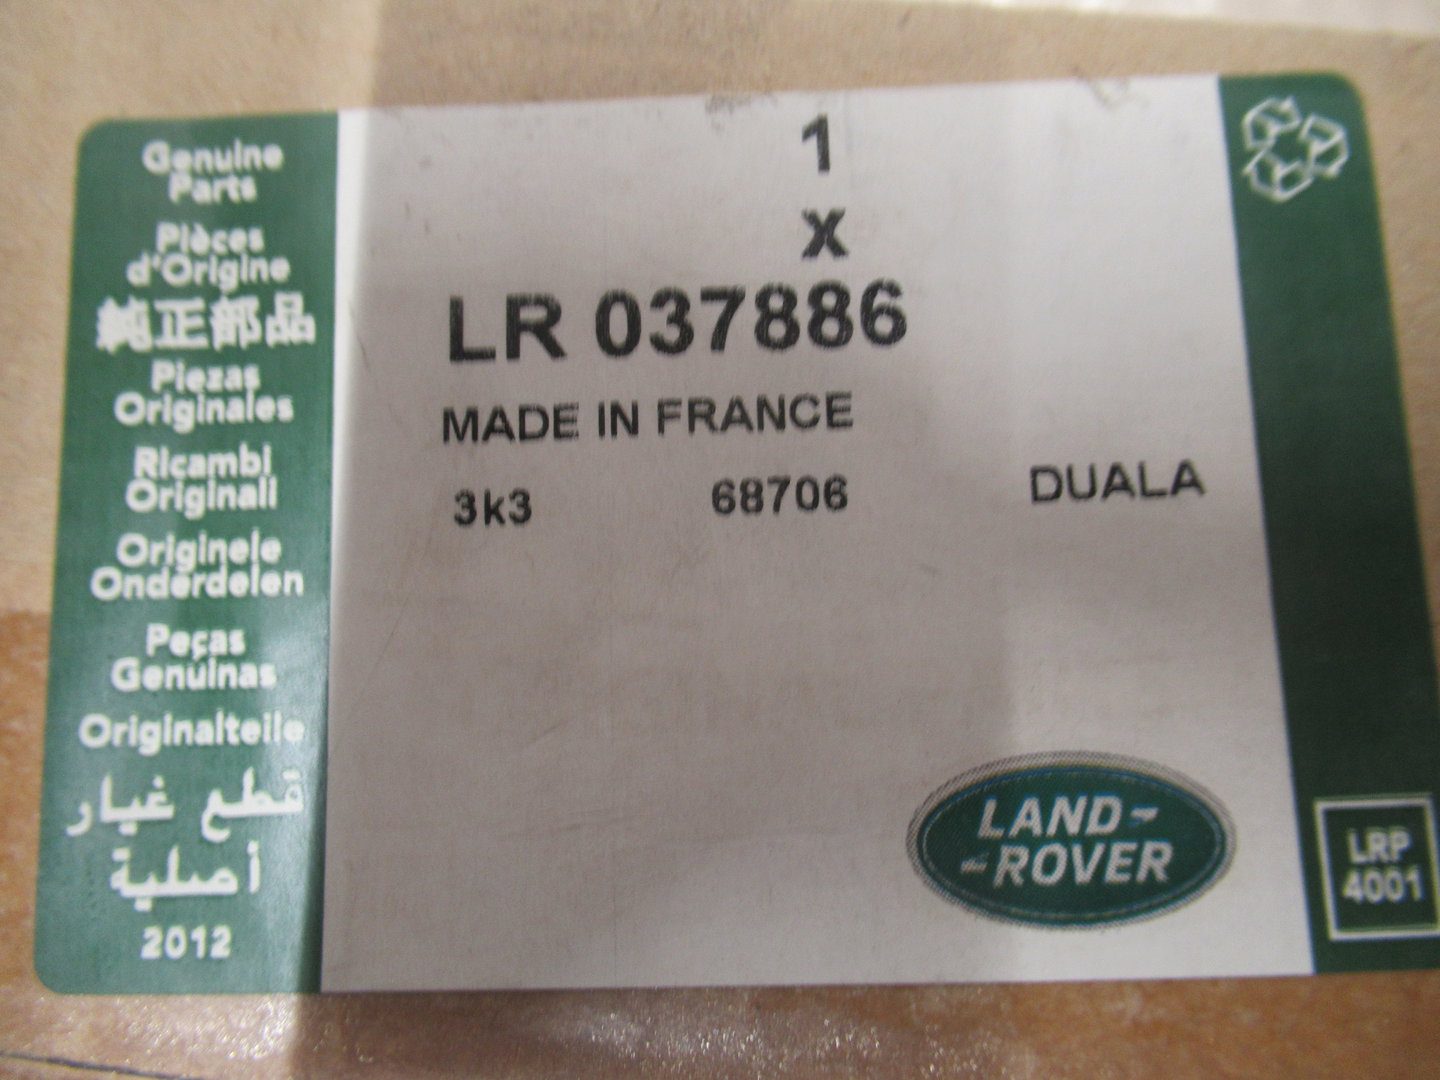 Genuine
Parts
Pièces
d'Origine
純正部品
Piezas
Originales
Ricambi
Originali
Originele
Onderdelen
Peças
Genuínas
Originalteile
قطع غيار
أصلية
2012
1
x
LR 037886
MADE IN FRANCE
3k3 68706 DUALA
LAND-
-ROVER
LRP
4001